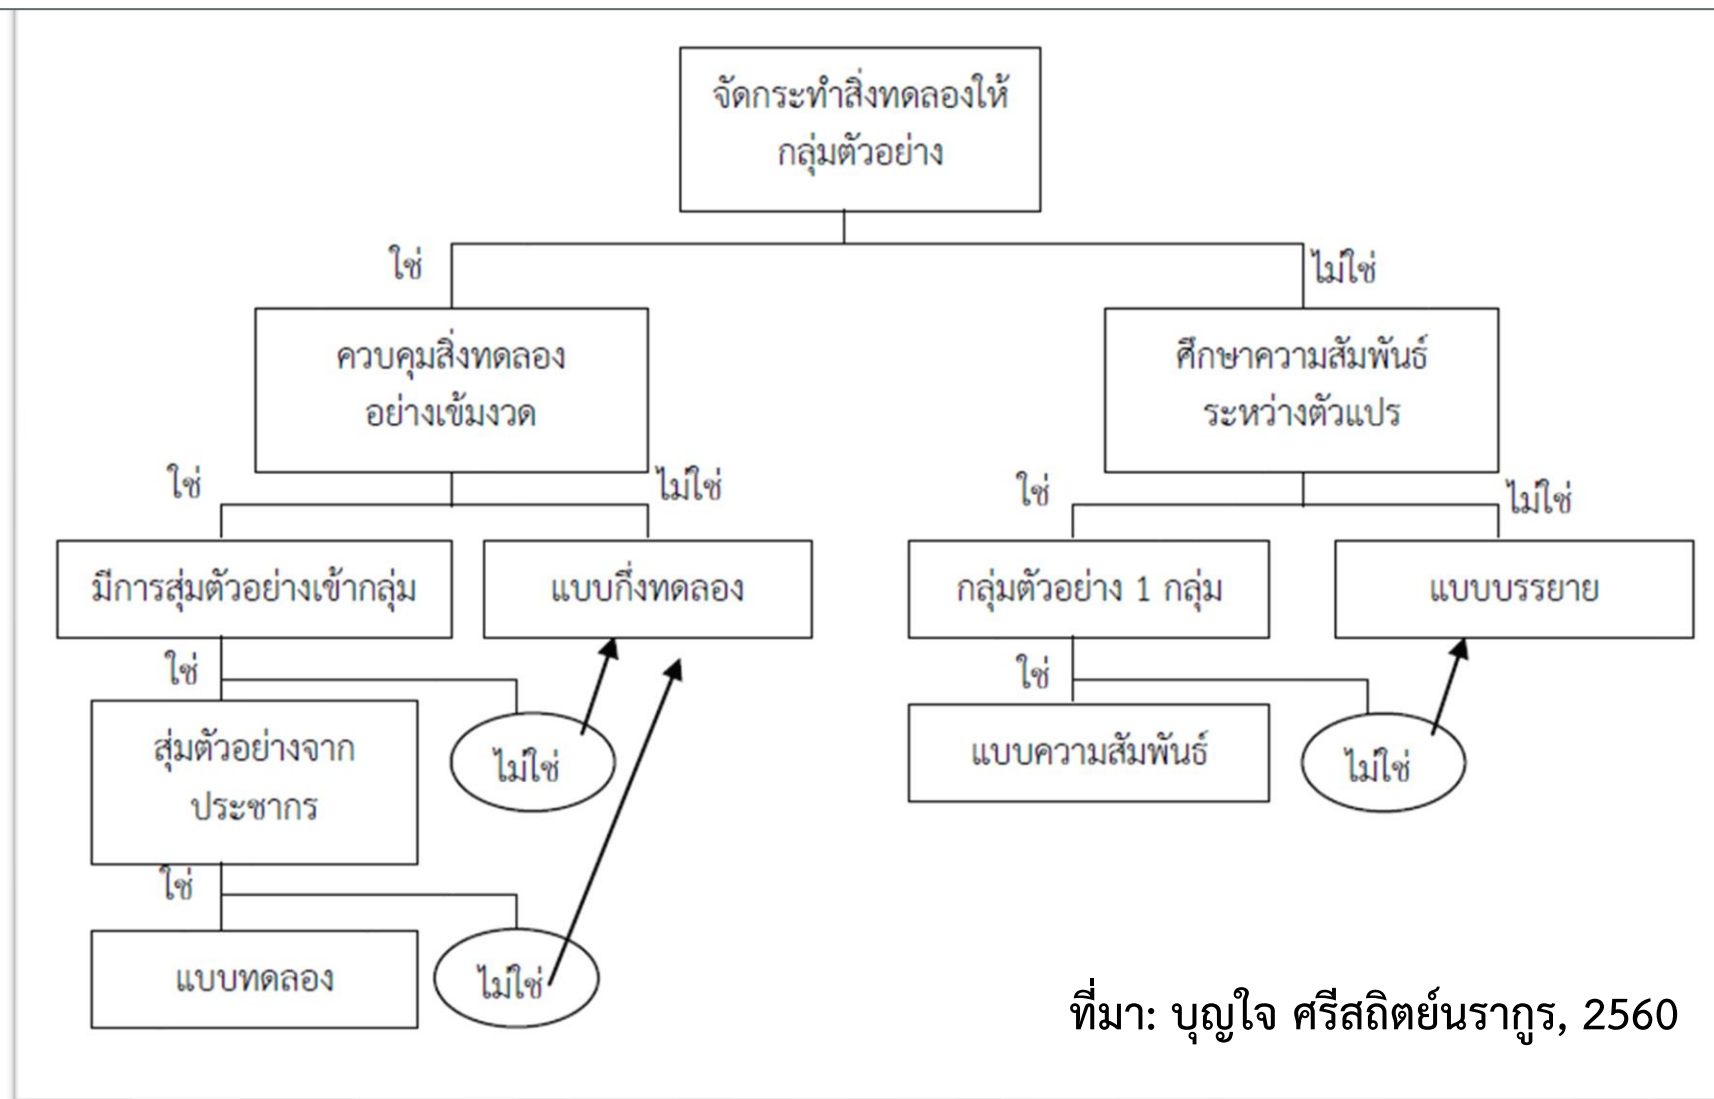 จัดกระทำสิ่งทดลองให้
กลุ่มตัวอย่าง
ใช่
ไม่ใช่
ควบคุมสิ่งทดลอง
อย่างเข้มงวด
ศึกษาความสัมพันธ์
ระหว่างตัวแปร
ใช่
ไม่ใช่
ใช่
ไม่ใช่
มีการสุ่มตัวอย่างเข้ากลุ่ม
แบบกึ่งทดลอง
กลุ่มตัวอย่าง 1 กลุ่ม
แบบบรรยาย
ใช่
ใช่
สุ่มตัวอย่างจาก
ประชากร
ไม่ใช่
แบบความสัมพันธ์
ไม่ใช่
ใช่
แบบทดลอง
ไม่ใช่
ที่มา: บุญใจ ศรีสถิตย์นรากูร, 2560